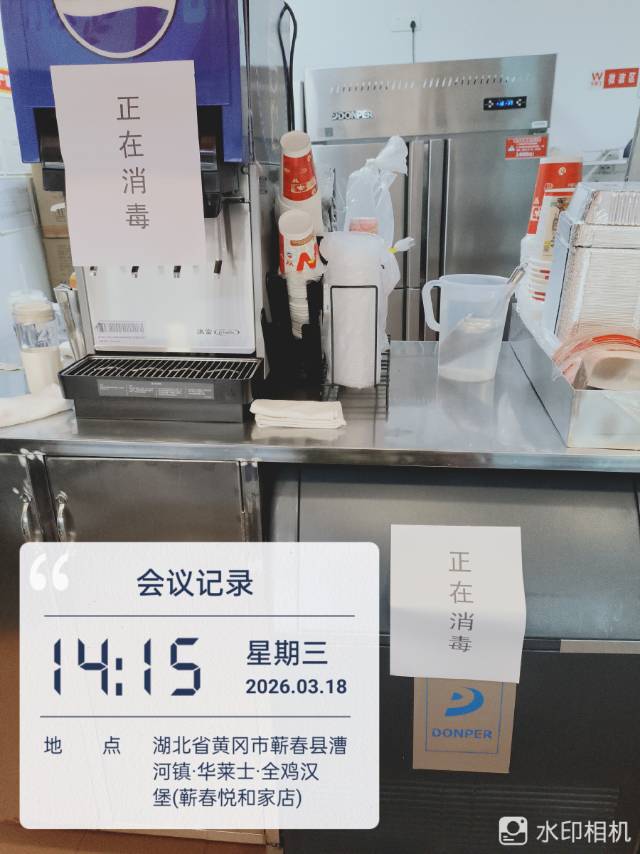 正在消毒
DONPER
W
正在消毒
DONPER
会议记录
14:15
星期三
2026.03.18
地 点
湖北省黄冈市蕲春县漕
河镇·华莱士·全鸡汉
堡(蕲春悦和家店)
水印相机